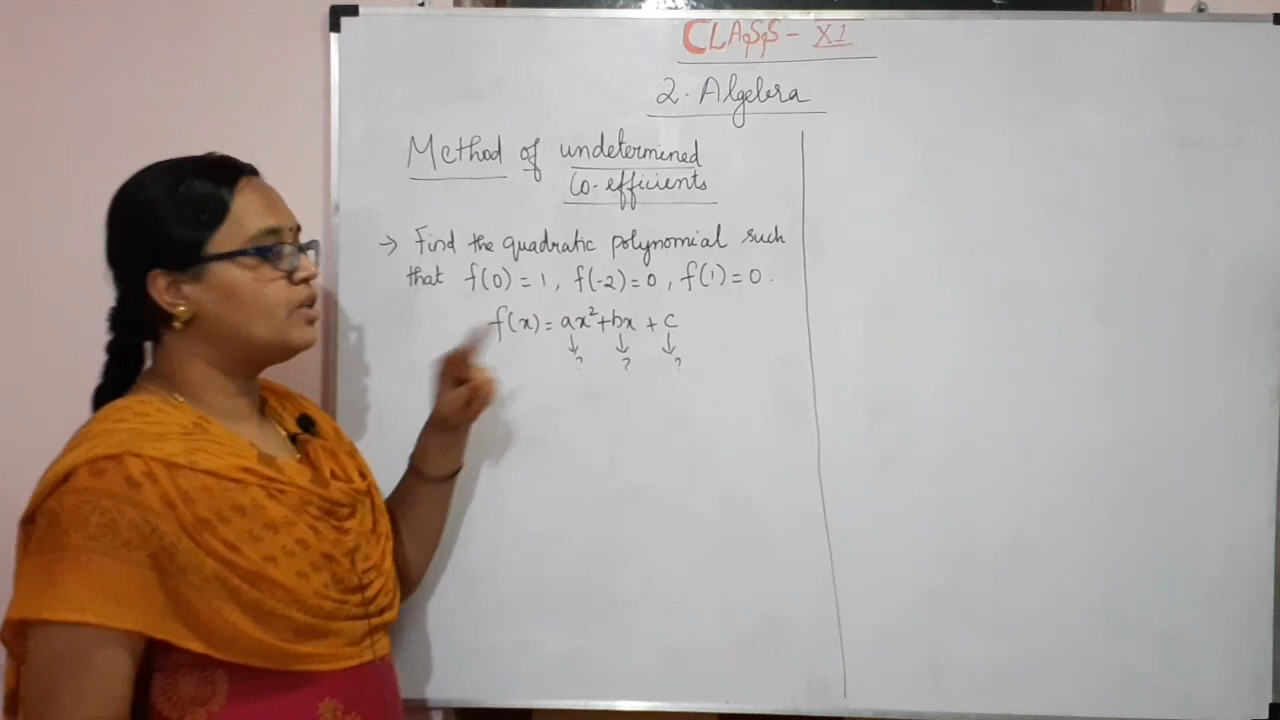 CLASS - XI
2. Algebra
Method of undetermined
Co-efficients
→ Find the quadratic polynomial such
that f(0) = 1, f(-2) = 0, f(1) = 0.
f(x) = ax² + bx + c
↓ ↓ ↓
? ? ?